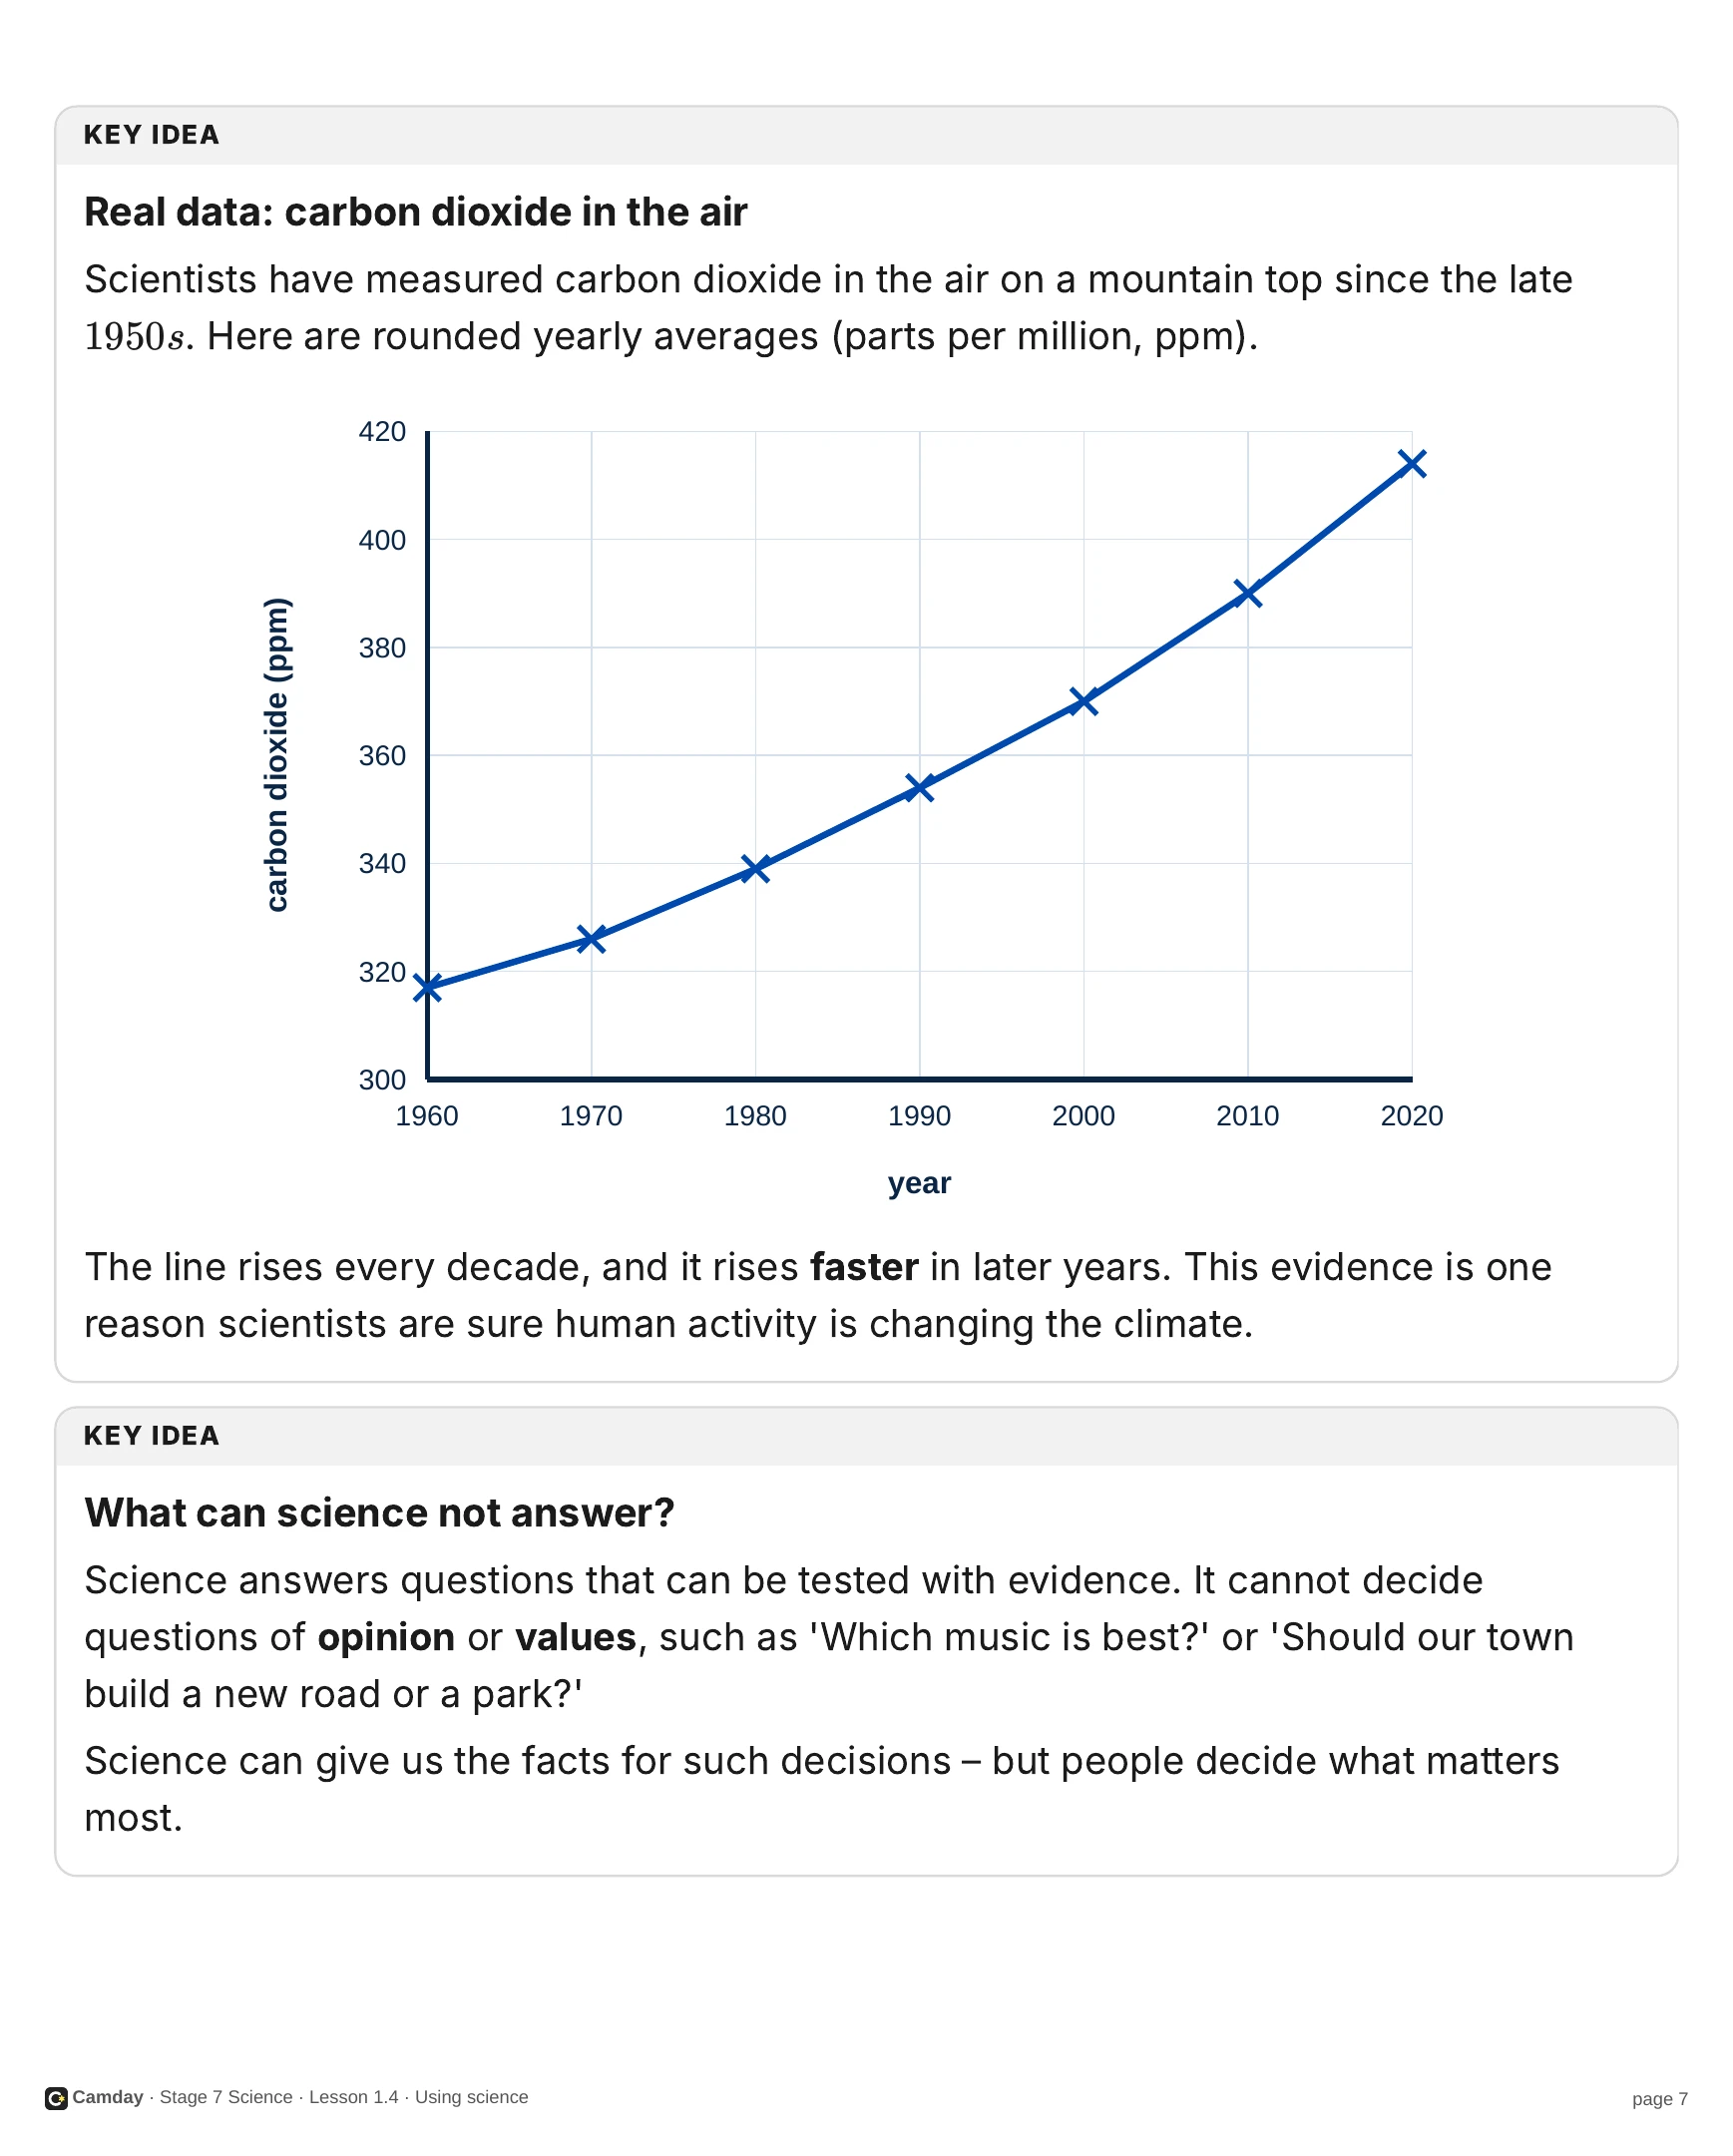 KEY IDEA
Real data: carbon dioxide in the air
Scientists have measured carbon dioxide in the air on a mountain top since the late
1950s. Here are rounded yearly averages (parts per million, ppm).
420
400
380
360
340
320
300
carbon dioxide (ppm)
1960 1970 1980 1990 2000 2010 2020
year
The line rises every decade, and it rises faster in later years. This evidence is one
reason scientists are sure human activity is changing the climate.
KEY IDEA
What can science not answer?
Science answers questions that can be tested with evidence. It cannot decide
questions of opinion or values, such as 'Which music is best?' or 'Should our town
build a new road or a park?'
Science can give us the facts for such decisions – but people decide what matters
most.
Camday · Stage 7 Science · Lesson 1.4 · Using science
page 7